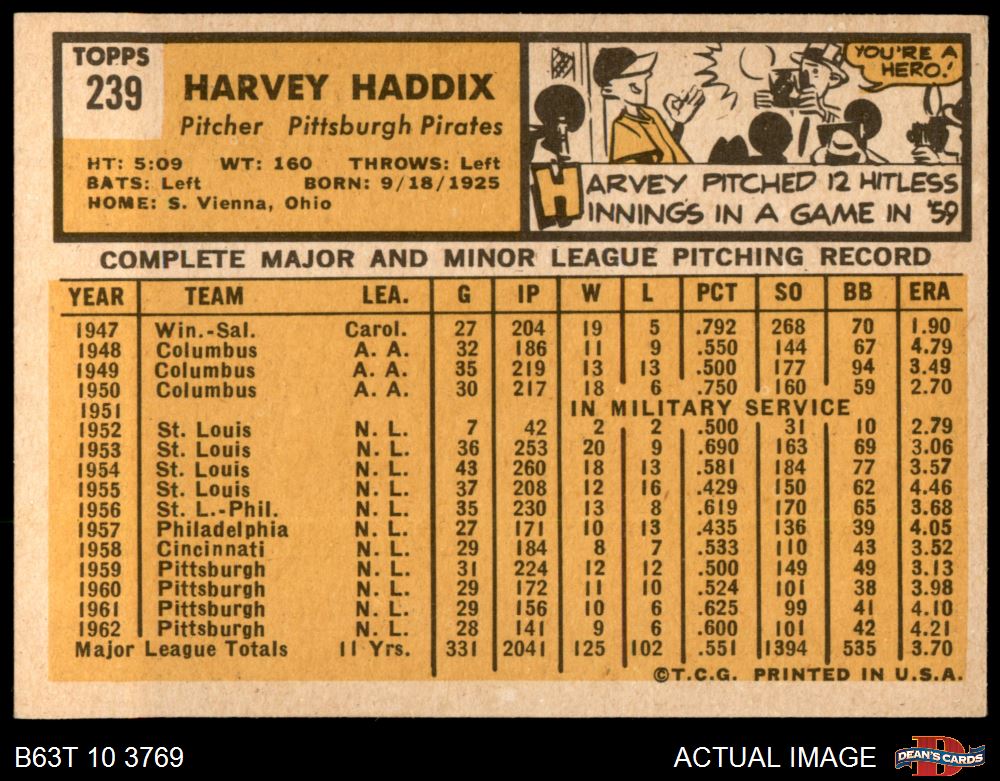 TOPPS
239
HARVEY HADDIX
Pitcher Pittsburgh Pirates
HT: 5:09 WT: 160 THROWS: Left
BATS: Left BORN: 9/18/1925
HOME: S. Vienna, Ohio
YOU'RE A
HERO!
HARVEY PITCHED 12 HITLESS
INNINGS IN A GAME IN '59
COMPLETE MAJOR AND MINOR LEAGUE PITCHING RECORD
YEAR TEAM LEA. G IP W L PCT SO BB ERA
1947 Win.-Sal. Carol. 27 204 19 5 .792 268 70 1.90
1948 Columbus A. A. 32 186 11 9 .550 144 67 4.79
1949 Columbus A. A. 35 219 13 13 .500 177 94 3.49
1950 Columbus A. A. 30 217 18 6 .750 160 59 2.70
1951 IN MILITARY SERVICE
1952 St. Louis N. L. 7 42 2 2 .500 31 10 2.79
1953 St. Louis N. L. 36 253 20 9 .690 163 69 3.06
1954 St. Louis N. L. 43 260 18 13 .581 184 77 3.57
1955 St. Louis N. L. 37 208 12 16 .429 150 62 4.46
1956 St. L.-Phil. N. L. 35 230 13 8 .619 170 65 3.68
1957 Philadelphia N. L. 27 171 10 13 .435 136 39 4.05
1958 Cincinnati N. L. 29 184 8 7 .533 110 43 3.52
1959 Pittsburgh N. L. 31 224 12 12 .500 149 49 3.13
1960 Pittsburgh N. L. 29 172 11 10 .524 101 38 3.98
1961 Pittsburgh N. L. 29 156 10 6 .625 99 41 4.10
1962 Pittsburgh N. L. 28 141 9 6 .600 101 42 4.21
Major League Totals 11 Yrs. 331 2041 125 102 .551 1394 535 3.70
©T.C.G. PRINTED IN U.S.A.
B63T 10 3769
ACTUAL IMAGE
DEAN'S CARDS